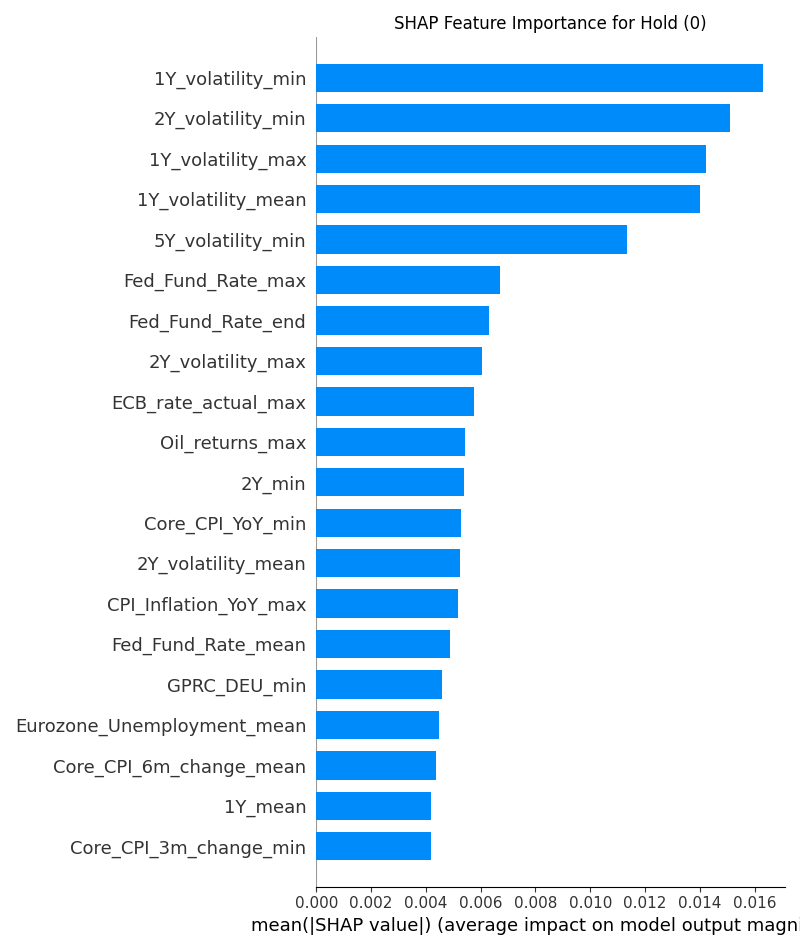 SHAP Feature Importance for Hold (0)
1Y_volatility_min
2Y_volatility_min
1Y_volatility_max
1Y_volatility_mean
5Y_volatility_min
Fed_Fund_Rate_max
Fed_Fund_Rate_end
2Y_volatility_max
ECB_rate_actual_max
Oil_returns_max
2Y_min
Core_CPI_YoY_min
2Y_volatility_mean
CPI_Inflation_YoY_max
Fed_Fund_Rate_mean
GPRC_DEU_min
Eurozone_Unemployment_mean
Core_CPI_6m_change_mean
1Y_mean
Core_CPI_3m_change_min
0.000 0.002 0.004 0.006 0.008 0.010 0.012 0.014 0.016
mean(|SHAP value|) (average impact on model output magni